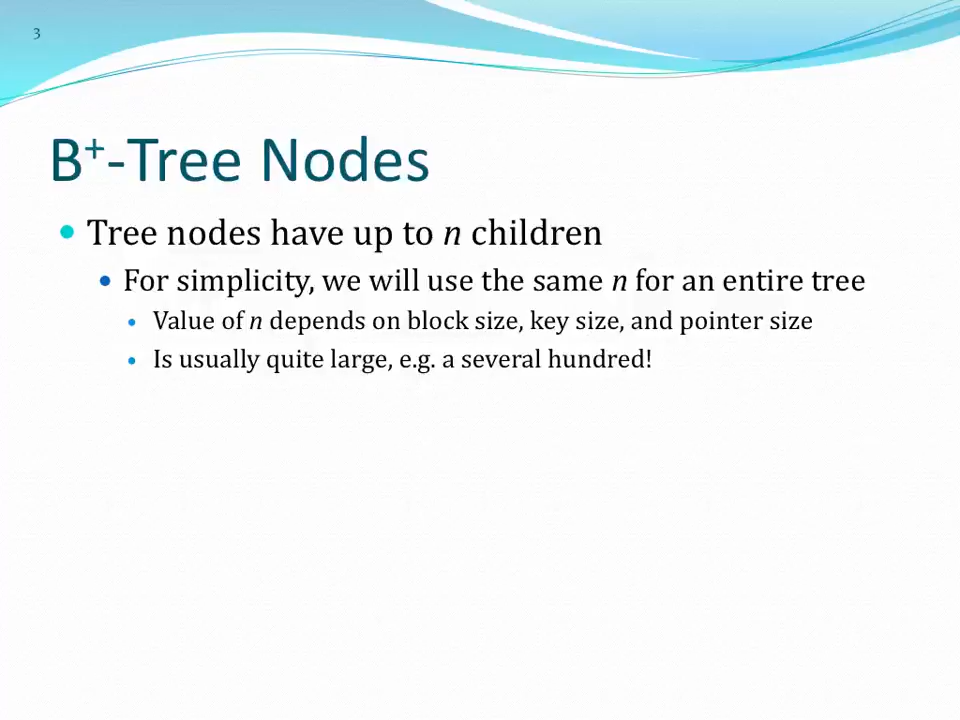 3
B+-Tree Nodes
• Tree nodes have up to n children
• For simplicity, we will use the same n for an entire tree
• Value of n depends on block size, key size, and pointer size
• Is usually quite large, e.g. a several hundred!